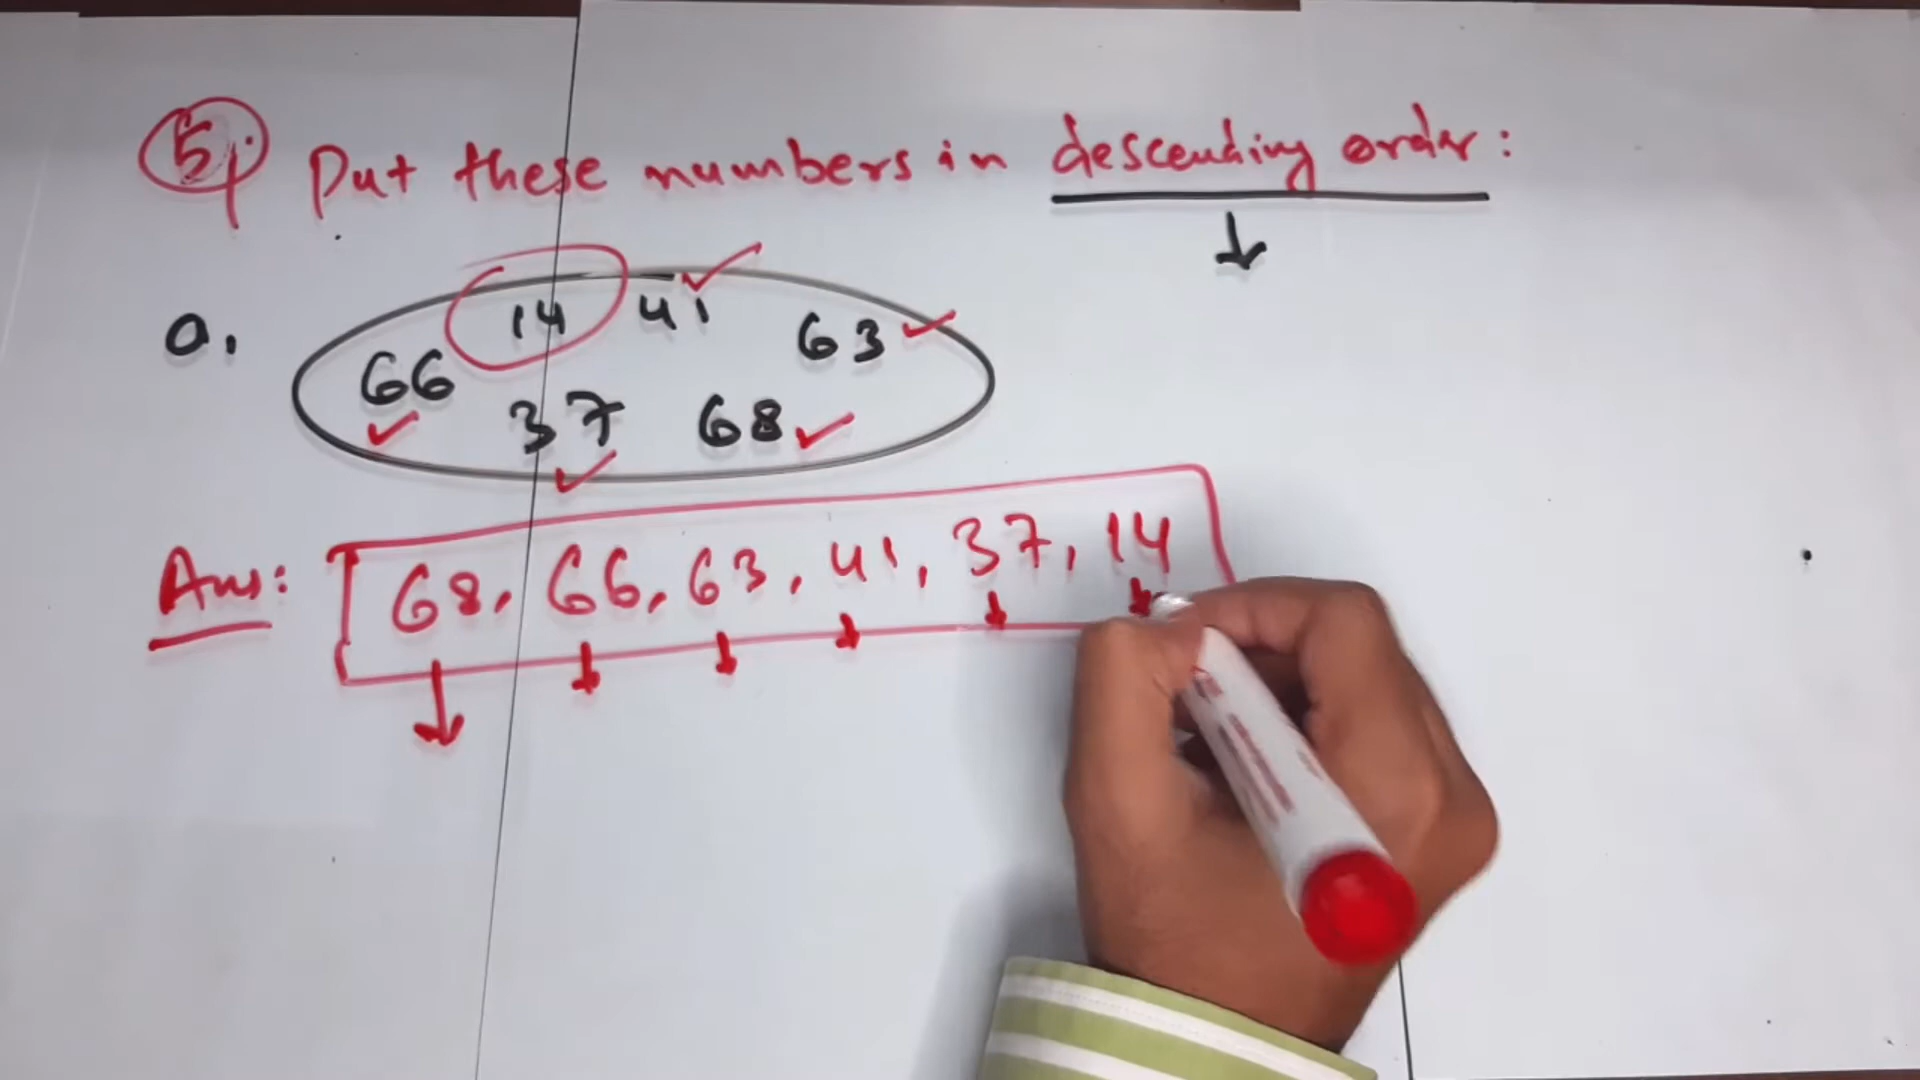 5, Put these numbers in descending order:
a. 66 14 41 63 37 68
Ans: 68, 66, 63, 41, 37, 14